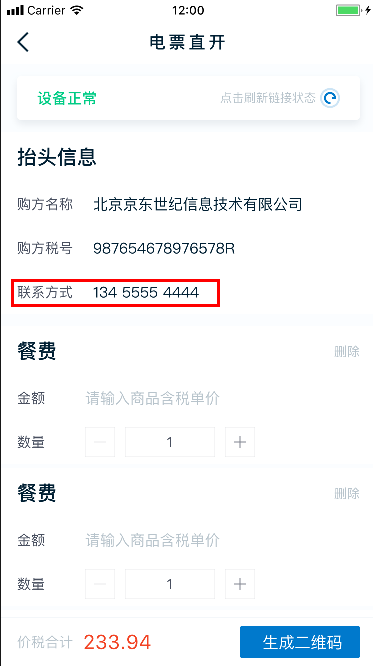 Carrier 12:00
电票直开
设备正常 点击刷新链接状态
抬头信息
购方名称 北京京东世纪信息技术有限公司
购方税号 987654678976578R
联系方式 134 5555 4444
餐费 删除
金额 请输入商品含税单价
数量 － 1 ＋
餐费 删除
金额 请输入商品含税单价
数量 － 1 ＋
价税合计 233.94 生成二维码